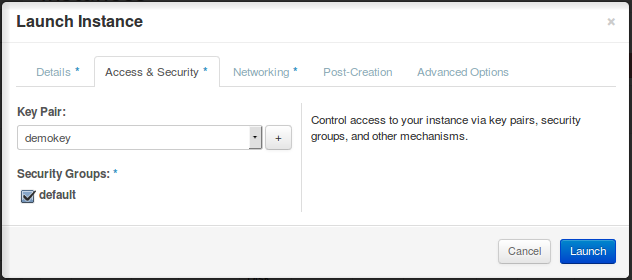 Launch Instance ×
Details * Access & Security * Networking * Post-Creation Advanced Options
Key Pair:
demokey +
Security Groups: *
default
Control access to your instance via key pairs, security
groups, and other mechanisms.
Cancel Launch